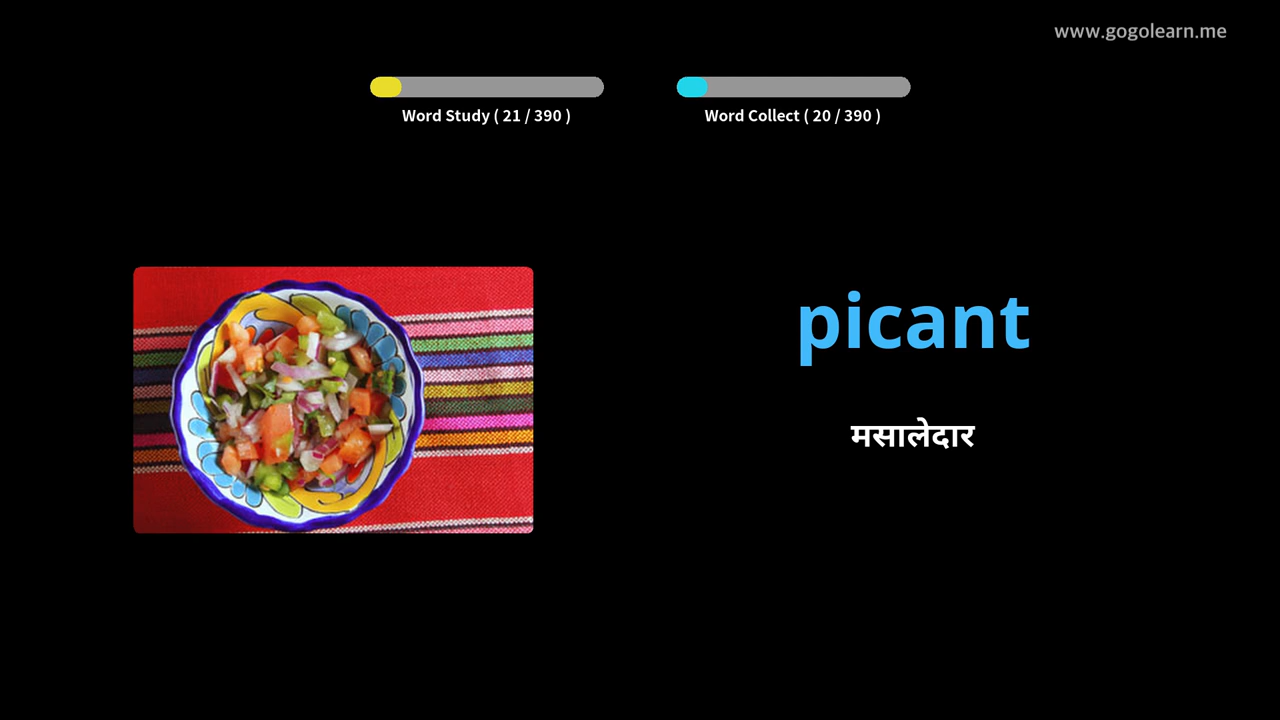 www.gogolearn.me
Word Study ( 21 / 390 )
Word Collect ( 20 / 390 )
picant
मसालेदार